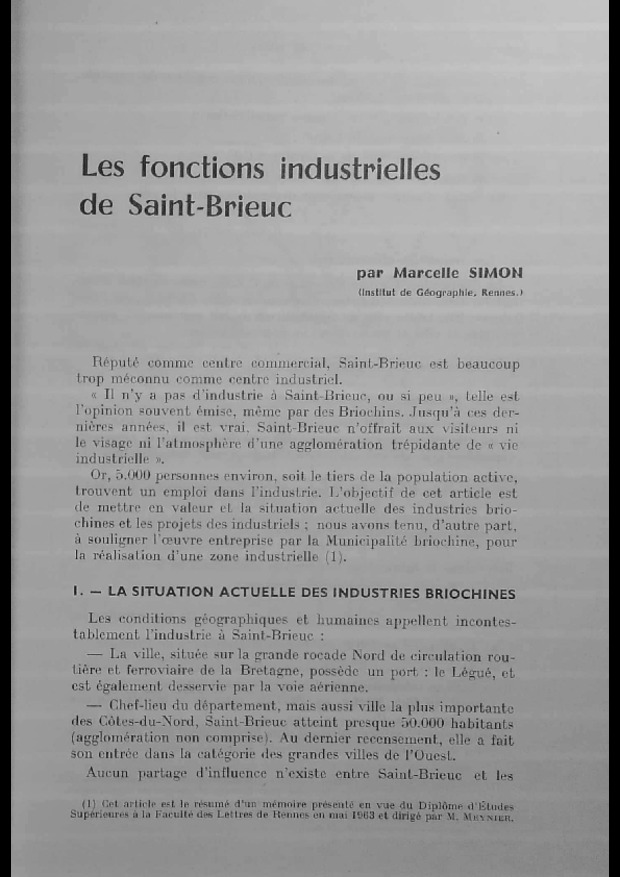 Les fonctions industrielles
de Saint-Brieuc
par Marcelle SIMON
(Institut de Géographie, Rennes.)
Réputé comme centre commercial, Saint-Brieuc est beaucoup
trop méconnu comme centre industriel.
« Il n'y a pas d'industrie à Saint-Brieuc, ou si peu », telle est
l'opinion souvent émise, même par des Briochins. Jusqu'à ces der-
nières années, il est vrai, Saint-Brieuc n'offrait aux visiteurs ni
le visage ni l'atmosphère d'une agglomération trépidante de « vie
industrielle ».
Or, 5.000 personnes environ, soit le tiers de la population active,
trouvent un emploi dans l'industrie. L'objectif de cet article est
de mettre en valeur et la situation actuelle des industries brio-
chines et les projets des industriels ; nous avons tenu, d'autre part,
à souligner l'œuvre entreprise par la Municipalité briochine, pour
la réalisation d'une zone industrielle (1).
I. — LA SITUATION ACTUELLE DES INDUSTRIES BRIOCHINES
Les conditions géographiques et humaines appellent incontes-
tablement l'industrie à Saint-Brieuc :
— La ville, située sur la grande rocade Nord de circulation rou-
tière et ferroviaire de la Bretagne, possède un port : le Légué, et
est également desservie par la voie aérienne.
— Chef-lieu du département, mais aussi ville la plus importante
des Côtes-du-Nord, Saint-Brieuc atteint presque 50.000 habitants
(agglomération non comprise). Au dernier recensement, elle a fait
son entrée dans la catégorie des grandes villes de l'Ouest.
Aucun partage d'influence n'existe entre Saint-Brieuc et les
(1) Cet article est le résumé d'un mémoire présenté en vue du Diplôme d'Études
Supérieures à la Faculté des Lettres de Rennes en mai 1963 et dirigé par M. MEYNIER.